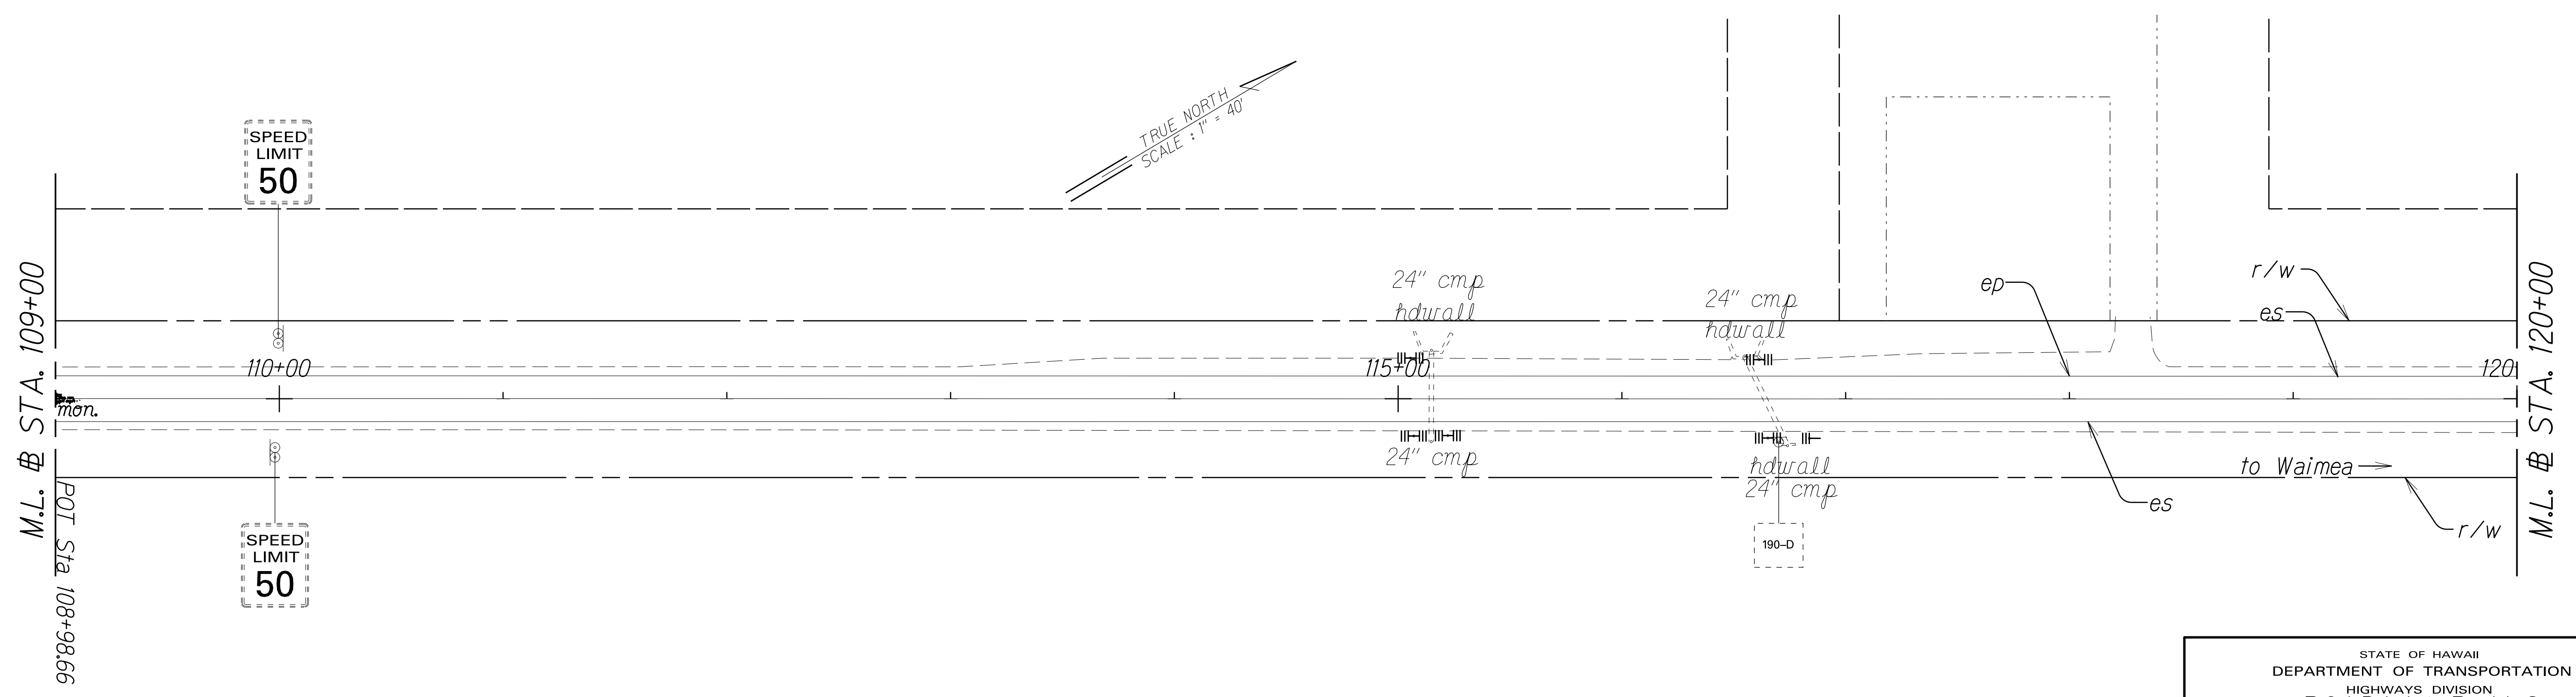 SPEED
LIMIT
50
TRUE NORTH
SCALE : 1" = 40'
M.L. ℄ STA. 109+00
110+00
mon.
POT Sta 108+98.66
SPEED
LIMIT
50
24" cmp
hdwall
115+00
24" cmp
24" cmp
hdwall
hdwall
24" cmp
190-D
ep
r/w
es
120
to Waimea
es
r/w
M.L. ℄ STA. 120+00
STATE OF HAWAII
DEPARTMENT OF TRANSPORTATION
HIGHWAYS DIVISION